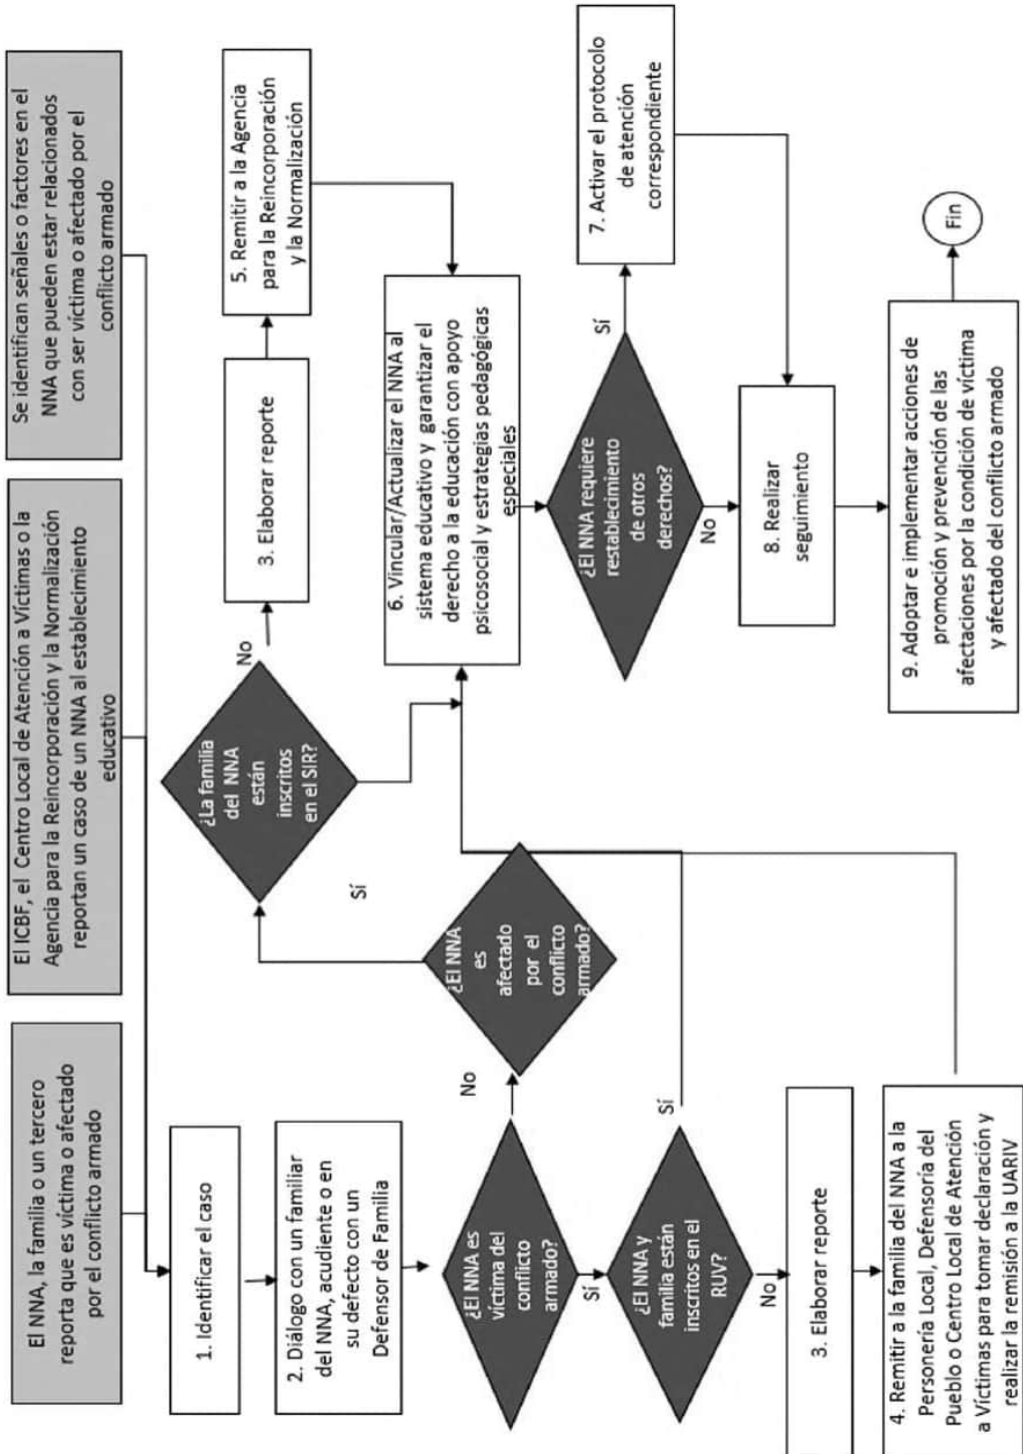 El NNA, la familia o un tercero
reporta que es víctima o afectado
por el conflicto armado
El ICBF, el Centro Local de Atención a Víctimas o la
Agencia para la Reincorporación y la Normalización
reportan un caso de un NNA al establecimiento
educativo
Se identifican señales o factores en el
NNA que pueden estar relacionados
con ser víctima o afectado por el
conflicto armado
1. Identificar el caso
2. Diálogo con un familiar
del NNA, acudiente o en
su defecto con un
Defensor de Familia
¿El NNA es
víctima del
conflicto
armado?
No
Sí
¿El NNA
es
afectado
por el
conflicto
armado?
Sí
¿La familia
del NNA
están
inscritos
en el SIR?
No
3. Elaborar reporte
5. Remitir a la Agencia
para la Reincorporación
y la Normalización
¿El NNA y
familia están
inscritos en el
RUV?
Sí
No
3. Elaborar reporte
4. Remitir a la familia del NNA a la
Personería Local, Defensoría del
Pueblo o Centro Local de Atención
a Víctimas para tomar declaración y
realizar la remisión a la UARIV
6. Vincular/Actualizar el NNA al
sistema educativo y garantizar el
derecho a la educación con apoyo
psicosocial y estrategias pedagógicas
especiales
¿El NNA requiere
restablecimiento
de otros
derechos?
Sí
No
7. Activar el protocolo
de atención
correspondiente
8. Realizar
seguimiento
9. Adoptar e implementar acciones de
promoción y prevención de las
afectaciones por la condición de víctima
y afectado del conflicto armado
Fin